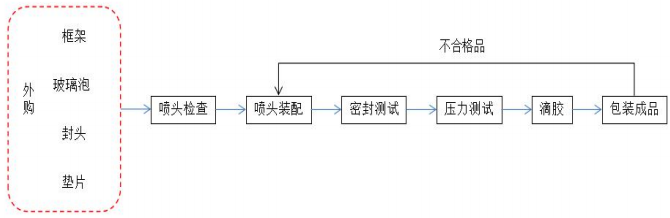 不合格品
框架
玻璃泡
外购
封头
垫片
喷头检查
喷头装配
密封测试
压力测试
滴胶
包装成品